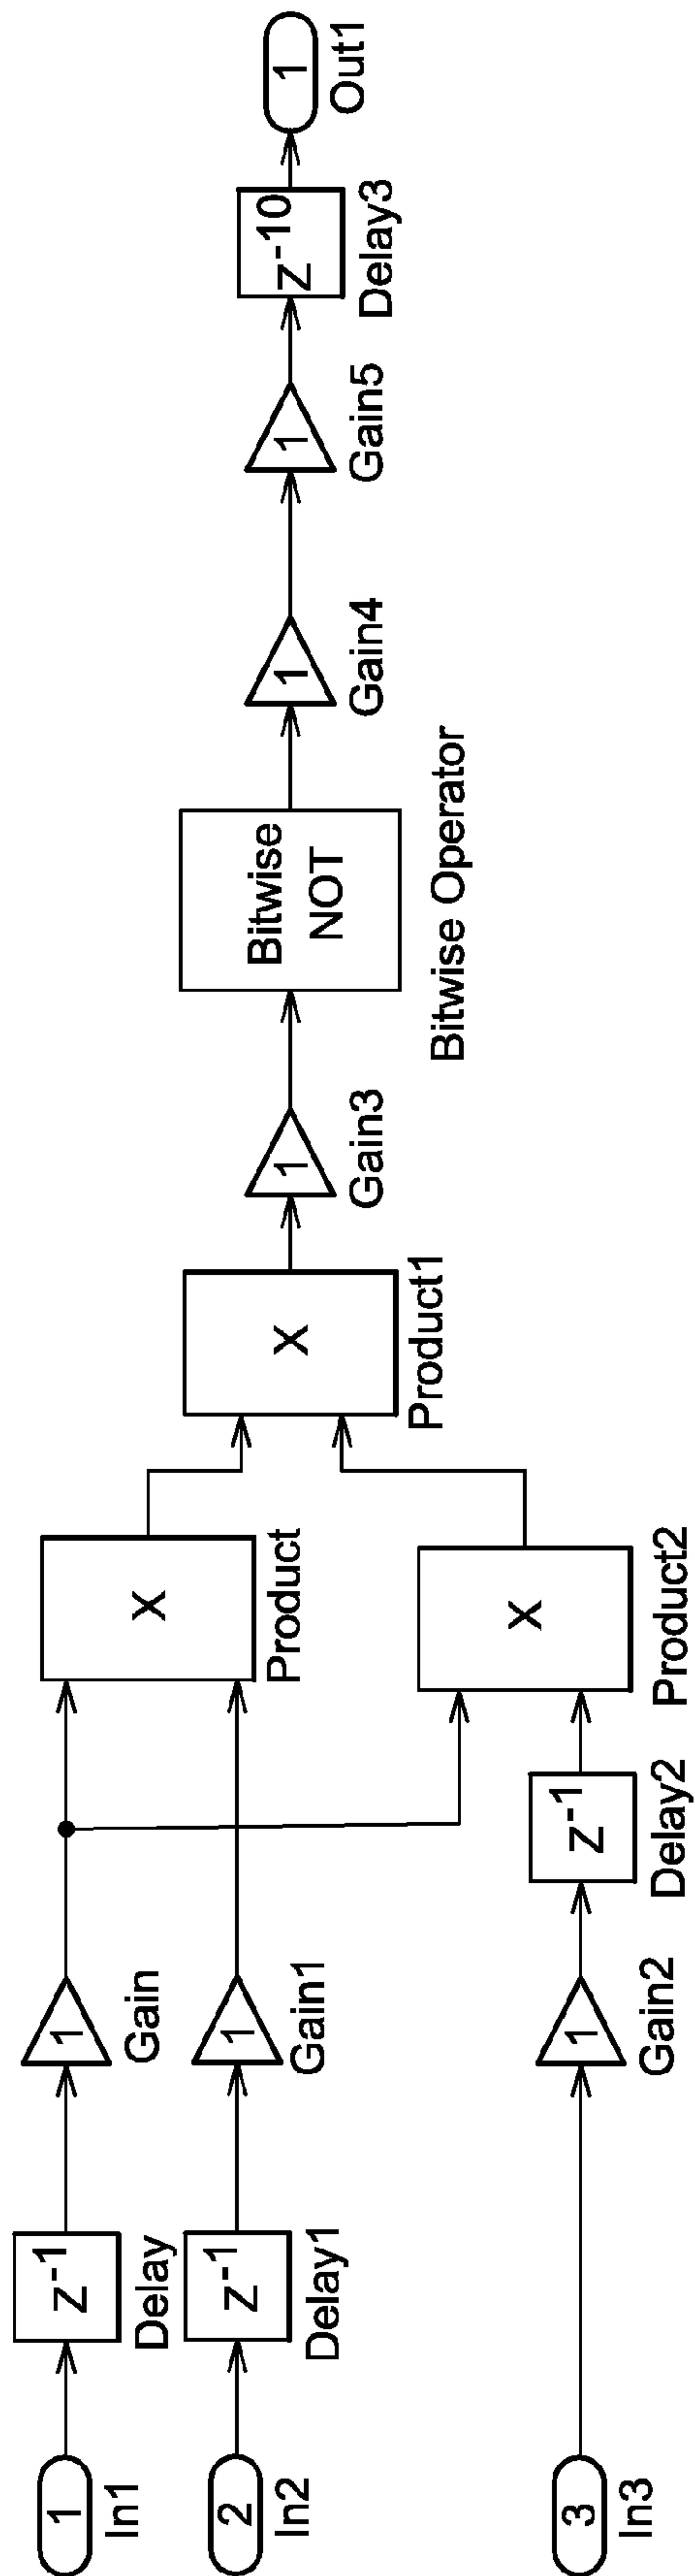 1
In1
z-1
Delay
1
Gain
2
In2
z-1
Delay1
1
Gain1
3
In3
1
Gain2
z-1
Delay2
X
Product
X
Product2
X
Product1
1
Gain3
Bitwise
NOT
Bitwise Operator
1
Gain4
1
Gain5
z-10
Delay3
1
Out1